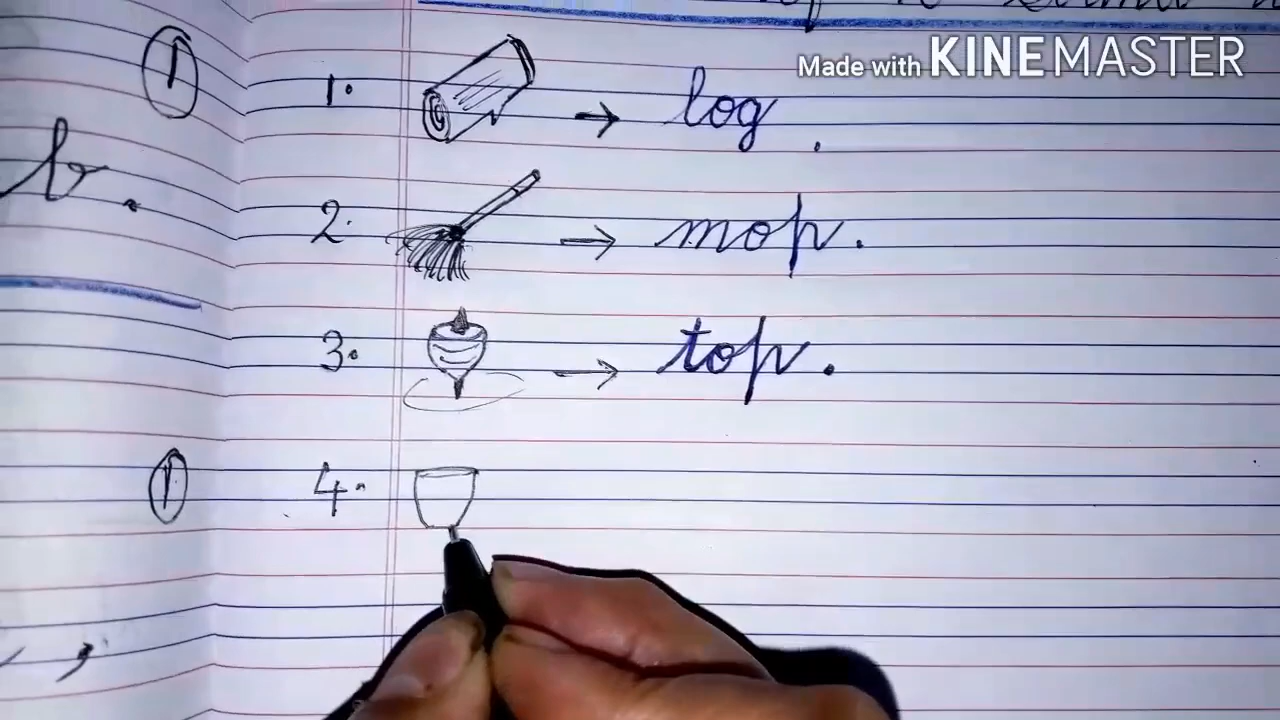 Made with KINEMASTER
1. → log.
2. → mop.
3. → top.
4.